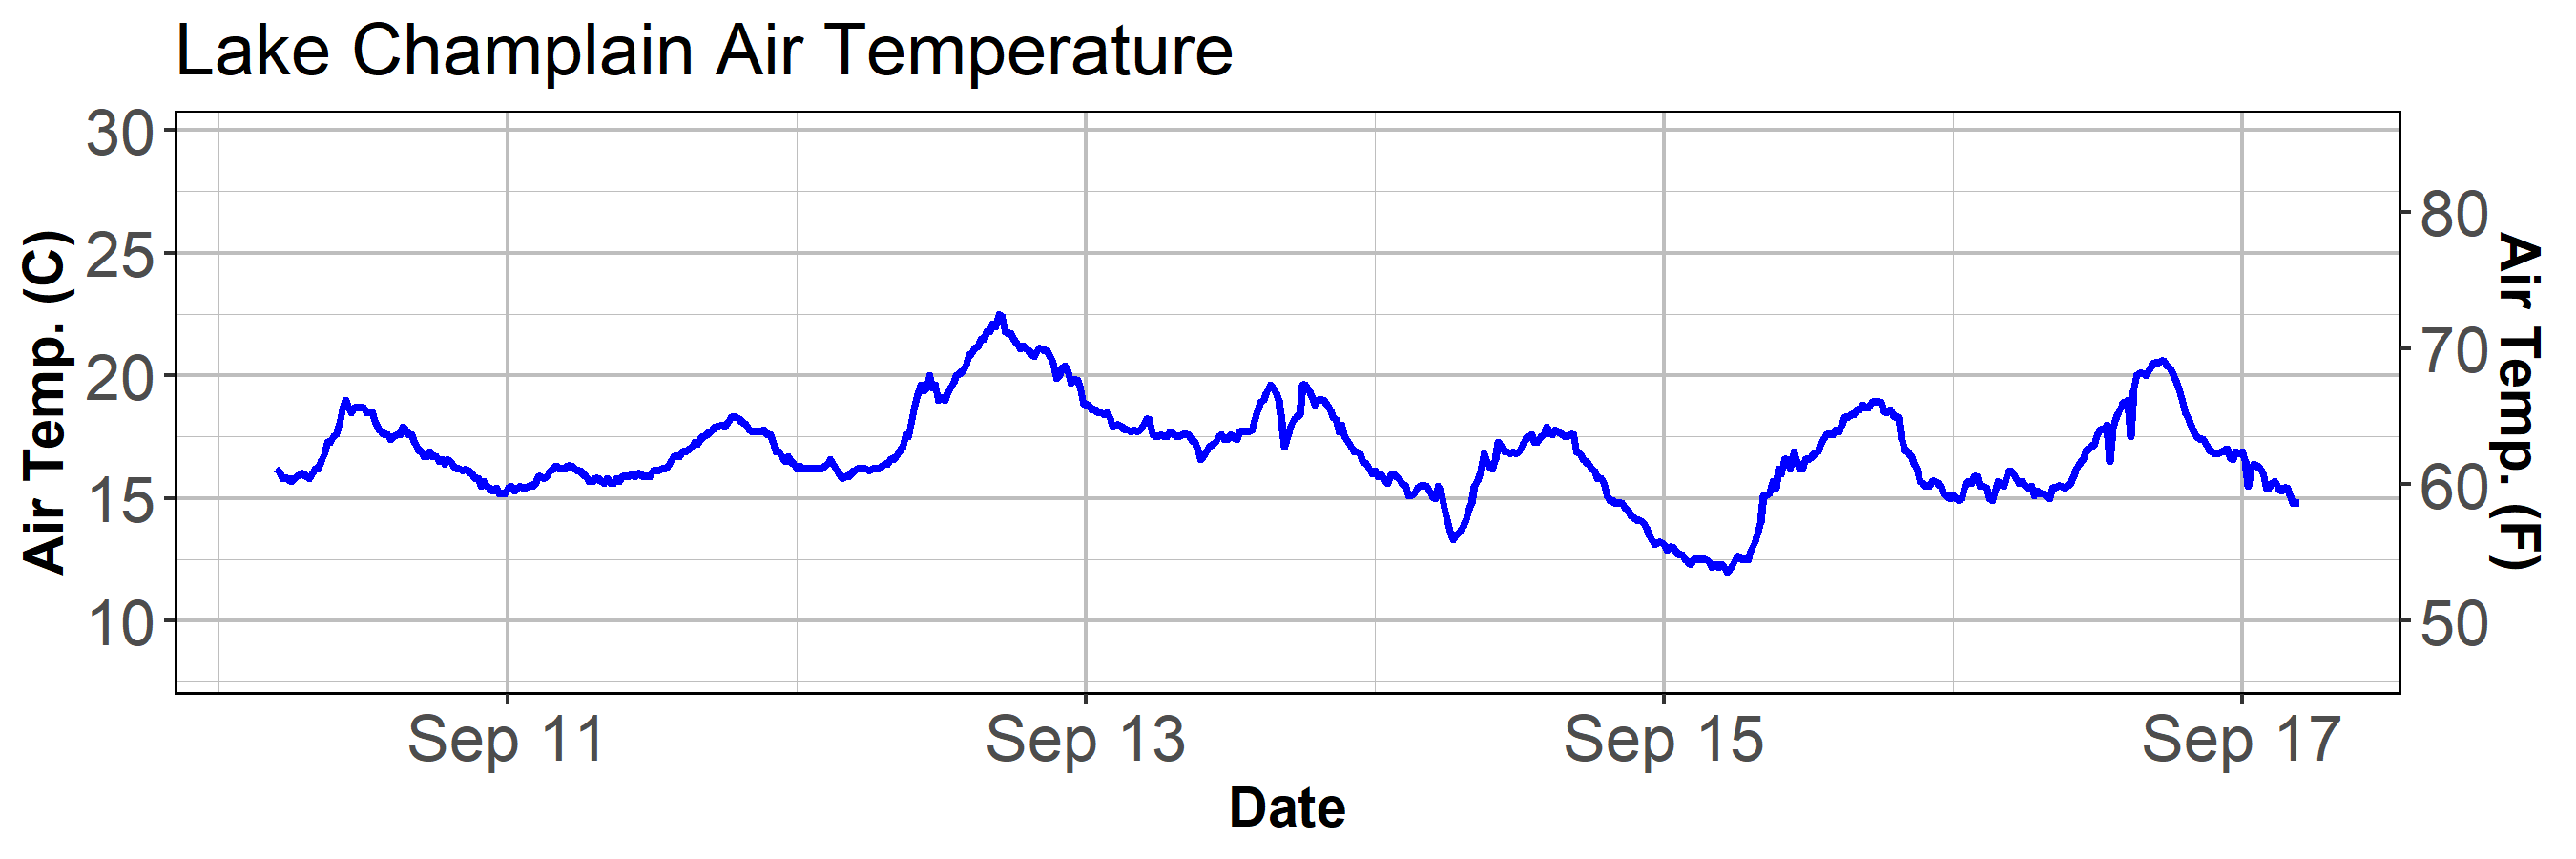 Lake Champlain Air Temperature
Air Temp. (C)
30
25
20
15
10
80
70
60
50
Air Temp. (F)
Sep 11
Sep 13
Sep 15
Sep 17
Date